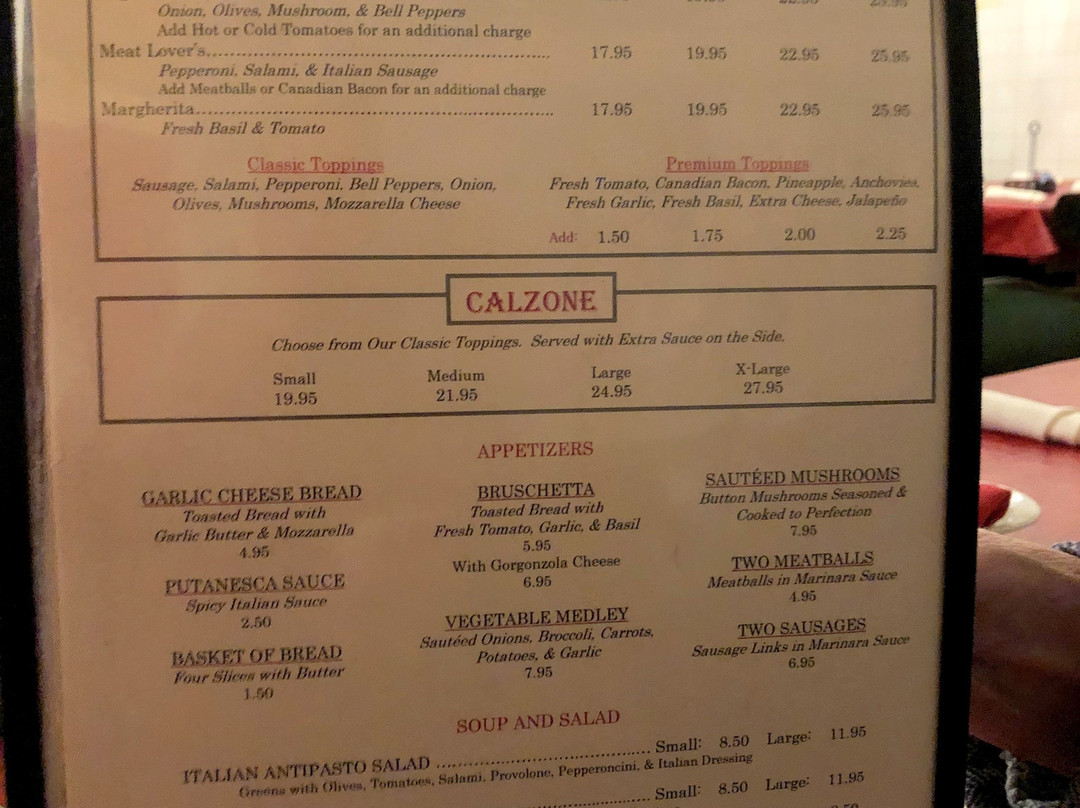 Onion, Olives, Mushroom, & Bell Peppers
Add Hot or Cold Tomatoes for an additional charge
Meat Lover's 17.95 19.95 22.95 25.95
Pepperoni, Salami, & Italian Sausage
Add Meatballs or Canadian Bacon for an additional charge
Margherita 17.95 19.95 22.95 25.95
Fresh Basil & Tomato
Classic Toppings
Sausage, Salami, Pepperoni, Bell Peppers, Onion,
Olives, Mushrooms, Mozzarella Cheese
Premium Toppings
Fresh Tomato, Canadian Bacon, Pineapple, Anchovies,
Fresh Garlic, Fresh Basil, Extra Cheese, Jalapeño
Add: 1.50 1.75 2.00 2.25
CALZONE
Choose from Our Classic Toppings. Served with Extra Sauce on the Side.
Small Medium Large X-Large
19.95 21.95 24.95 27.95
APPETIZERS
GARLIC CHEESE BREAD
Toasted Bread with
Garlic Butter & Mozzarella
4.95
PUTANESCA SAUCE
Spicy Italian Sauce
2.50
BASKET OF BREAD
Four Slices with Butter
1.50
BRUSCHETTA
Toasted Bread with
Fresh Tomato, Garlic, & Basil
5.95
With Gorgonzola Cheese
6.95
VEGETABLE MEDLEY
Sautéed Onions, Broccoli, Carrots,
Potatoes, & Garlic
7.95
SAUTÉED MUSHROOMS
Button Mushrooms Seasoned &
Cooked to Perfection
7.95
TWO MEATBALLS
Meatballs in Marinara Sauce
4.95
TWO SAUSAGES
Sausage Links in Marinara Sauce
6.95
SOUP AND SALAD
ITALIAN ANTIPASTO SALAD Small: 8.50 Large: 11.95
Greens with Olives, Tomatoes, Salami, Provolone, Pepperoncini, & Italian Dressing
Small: 8.50 Large: 11.95